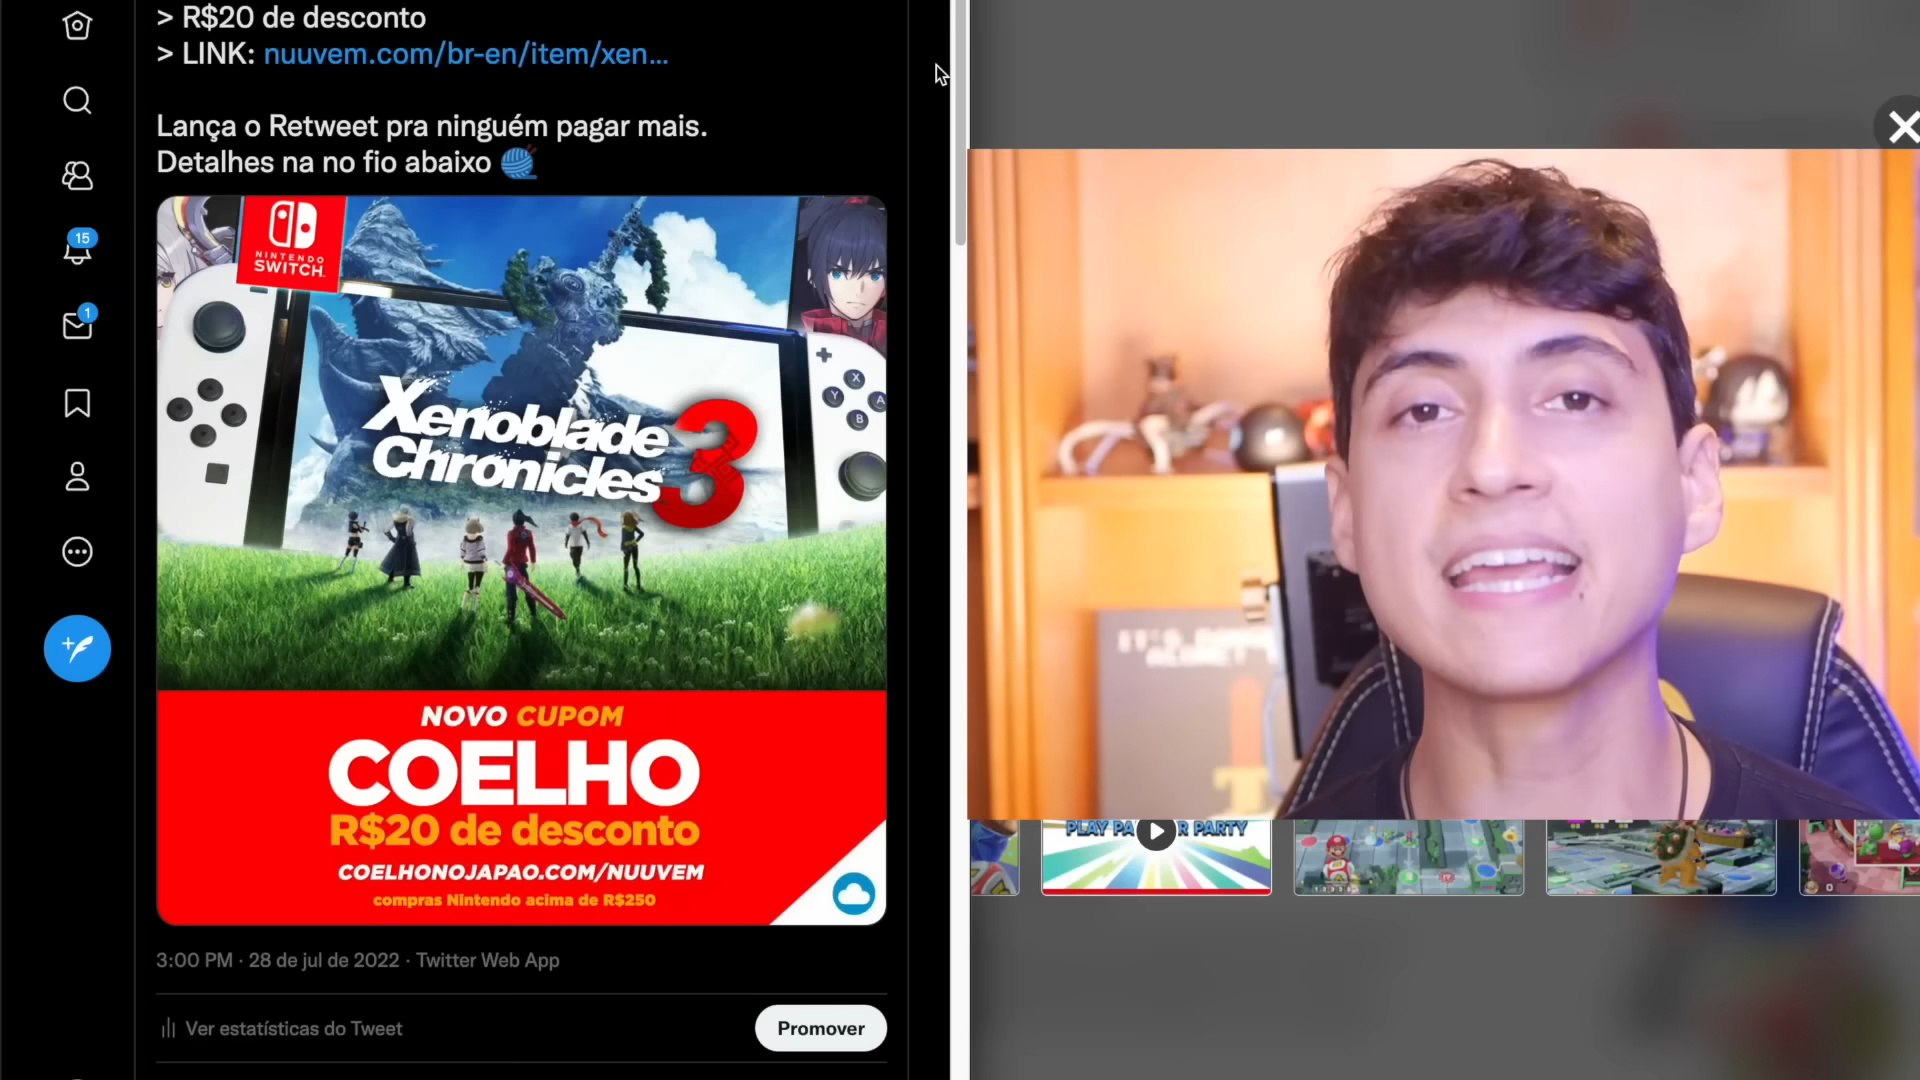 > R$20 de desconto
> LINK: nuuvem.com/br-en/item/xen...
Lança o Retweet pra ninguém pagar mais.
Detalhes na no fio abaixo
15
1
NINTENDO
SWITCH
X
Y
A
B
Xenoblade
Chronicles 3
NOVO CUPOM
COELHO
R$20 de desconto
COELHONOJAPAO.COM/NUUVEM
compras Nintendo acima de R$250
3:00 PM · 28 de jul de 2022 · Twitter Web App
Ver estatísticas do Tweet
Promover
PARTY